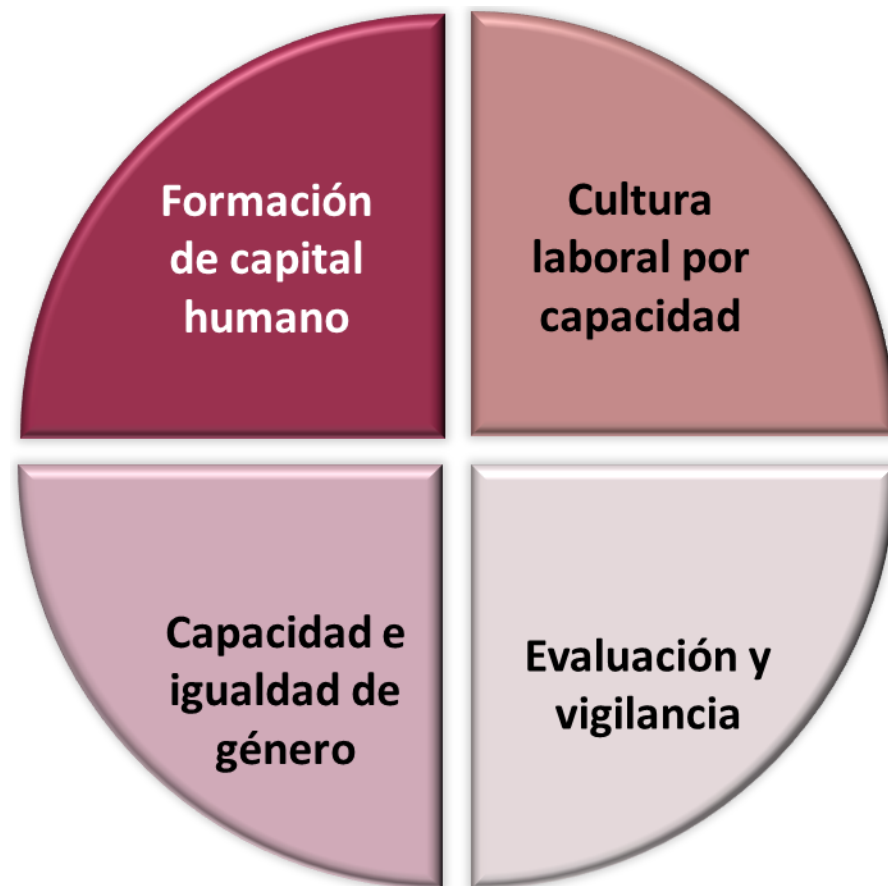 Formación
de capital
humano
Cultura
laboral por
capacidad
Capacidad e
igualdad de
género
Evaluación y
vigilancia